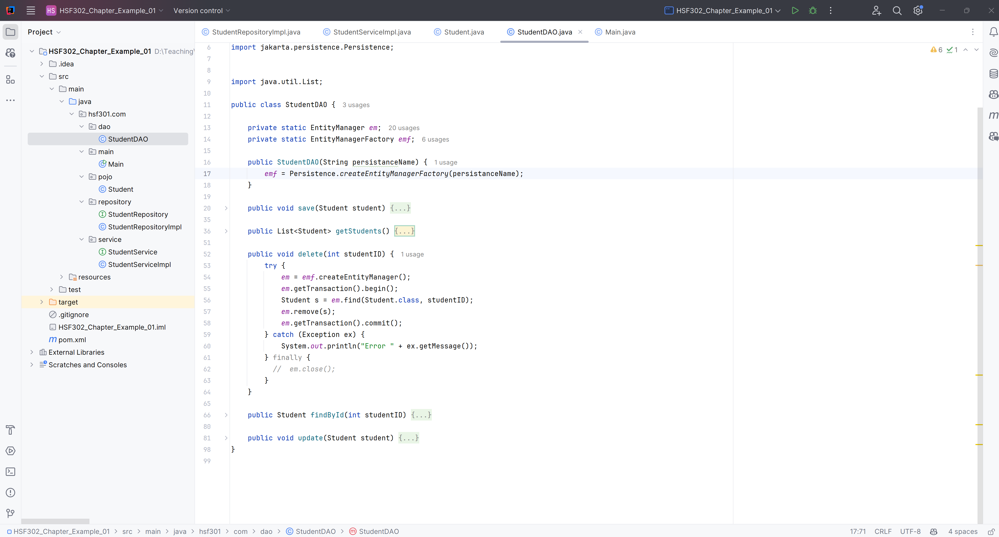 HS HSF302_Chapter_Example_01 Version control HSF302_Chapter_Example_01
Project
StudentRepositoryImpl.java StudentServiceImpl.java Student.java StudentDAO.java Main.java
HSF302_Chapter_Example_01 D:\Teaching\
.idea
src
main
java
hsf301.com
dao
StudentDAO
main
Main
pojo
Student
repository
StudentRepository
StudentRepositoryImpl
service
StudentService
StudentServiceImpl
resources
test
target
.gitignore
HSF302_Chapter_Example_01.iml
pom.xml
External Libraries
Scratches and Consoles
6 1
6 import jakarta.persistence.Persistence;
7
8
9 import java.util.List;
10
11 public class StudentDAO { 3 usages
12
13 private static EntityManager em; 20 usages
14 private static EntityManagerFactory emf; 6 usages
15
16 public StudentDAO(String persistanceName) { 1 usage
17 emf = Persistence.createEntityManagerFactory(persistanceName);
18 }
19
20 public void save(Student student) {...}
35
36 public List<Student> getStudents() {...}
51
52 public void delete(int studentID) { 1 usage
53 try {
54 em = emf.createEntityManager();
55 em.getTransaction().begin();
56 Student s = em.find(Student.class, studentID);
57 em.remove(s);
58 em.getTransaction().commit();
59 } catch (Exception ex) {
60 System.out.println("Error " + ex.getMessage());
61 } finally {
62 // em.close();
63 }
64 }
65
66 public Student findById(int studentID) {...}
80
81 public void update(Student student) {...}
98 }
99
HSF302_Chapter_Example_01 > src > main > java > hsf301 > com > dao > StudentDAO > StudentDAO 17:71 CRLF UTF-8 4 spaces